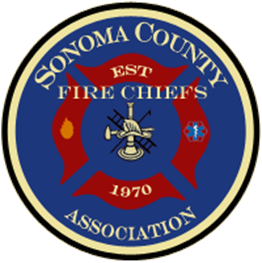 SONOMA COUNTY
EST
FIRE CHIEFS
1970
ASSOCIATION